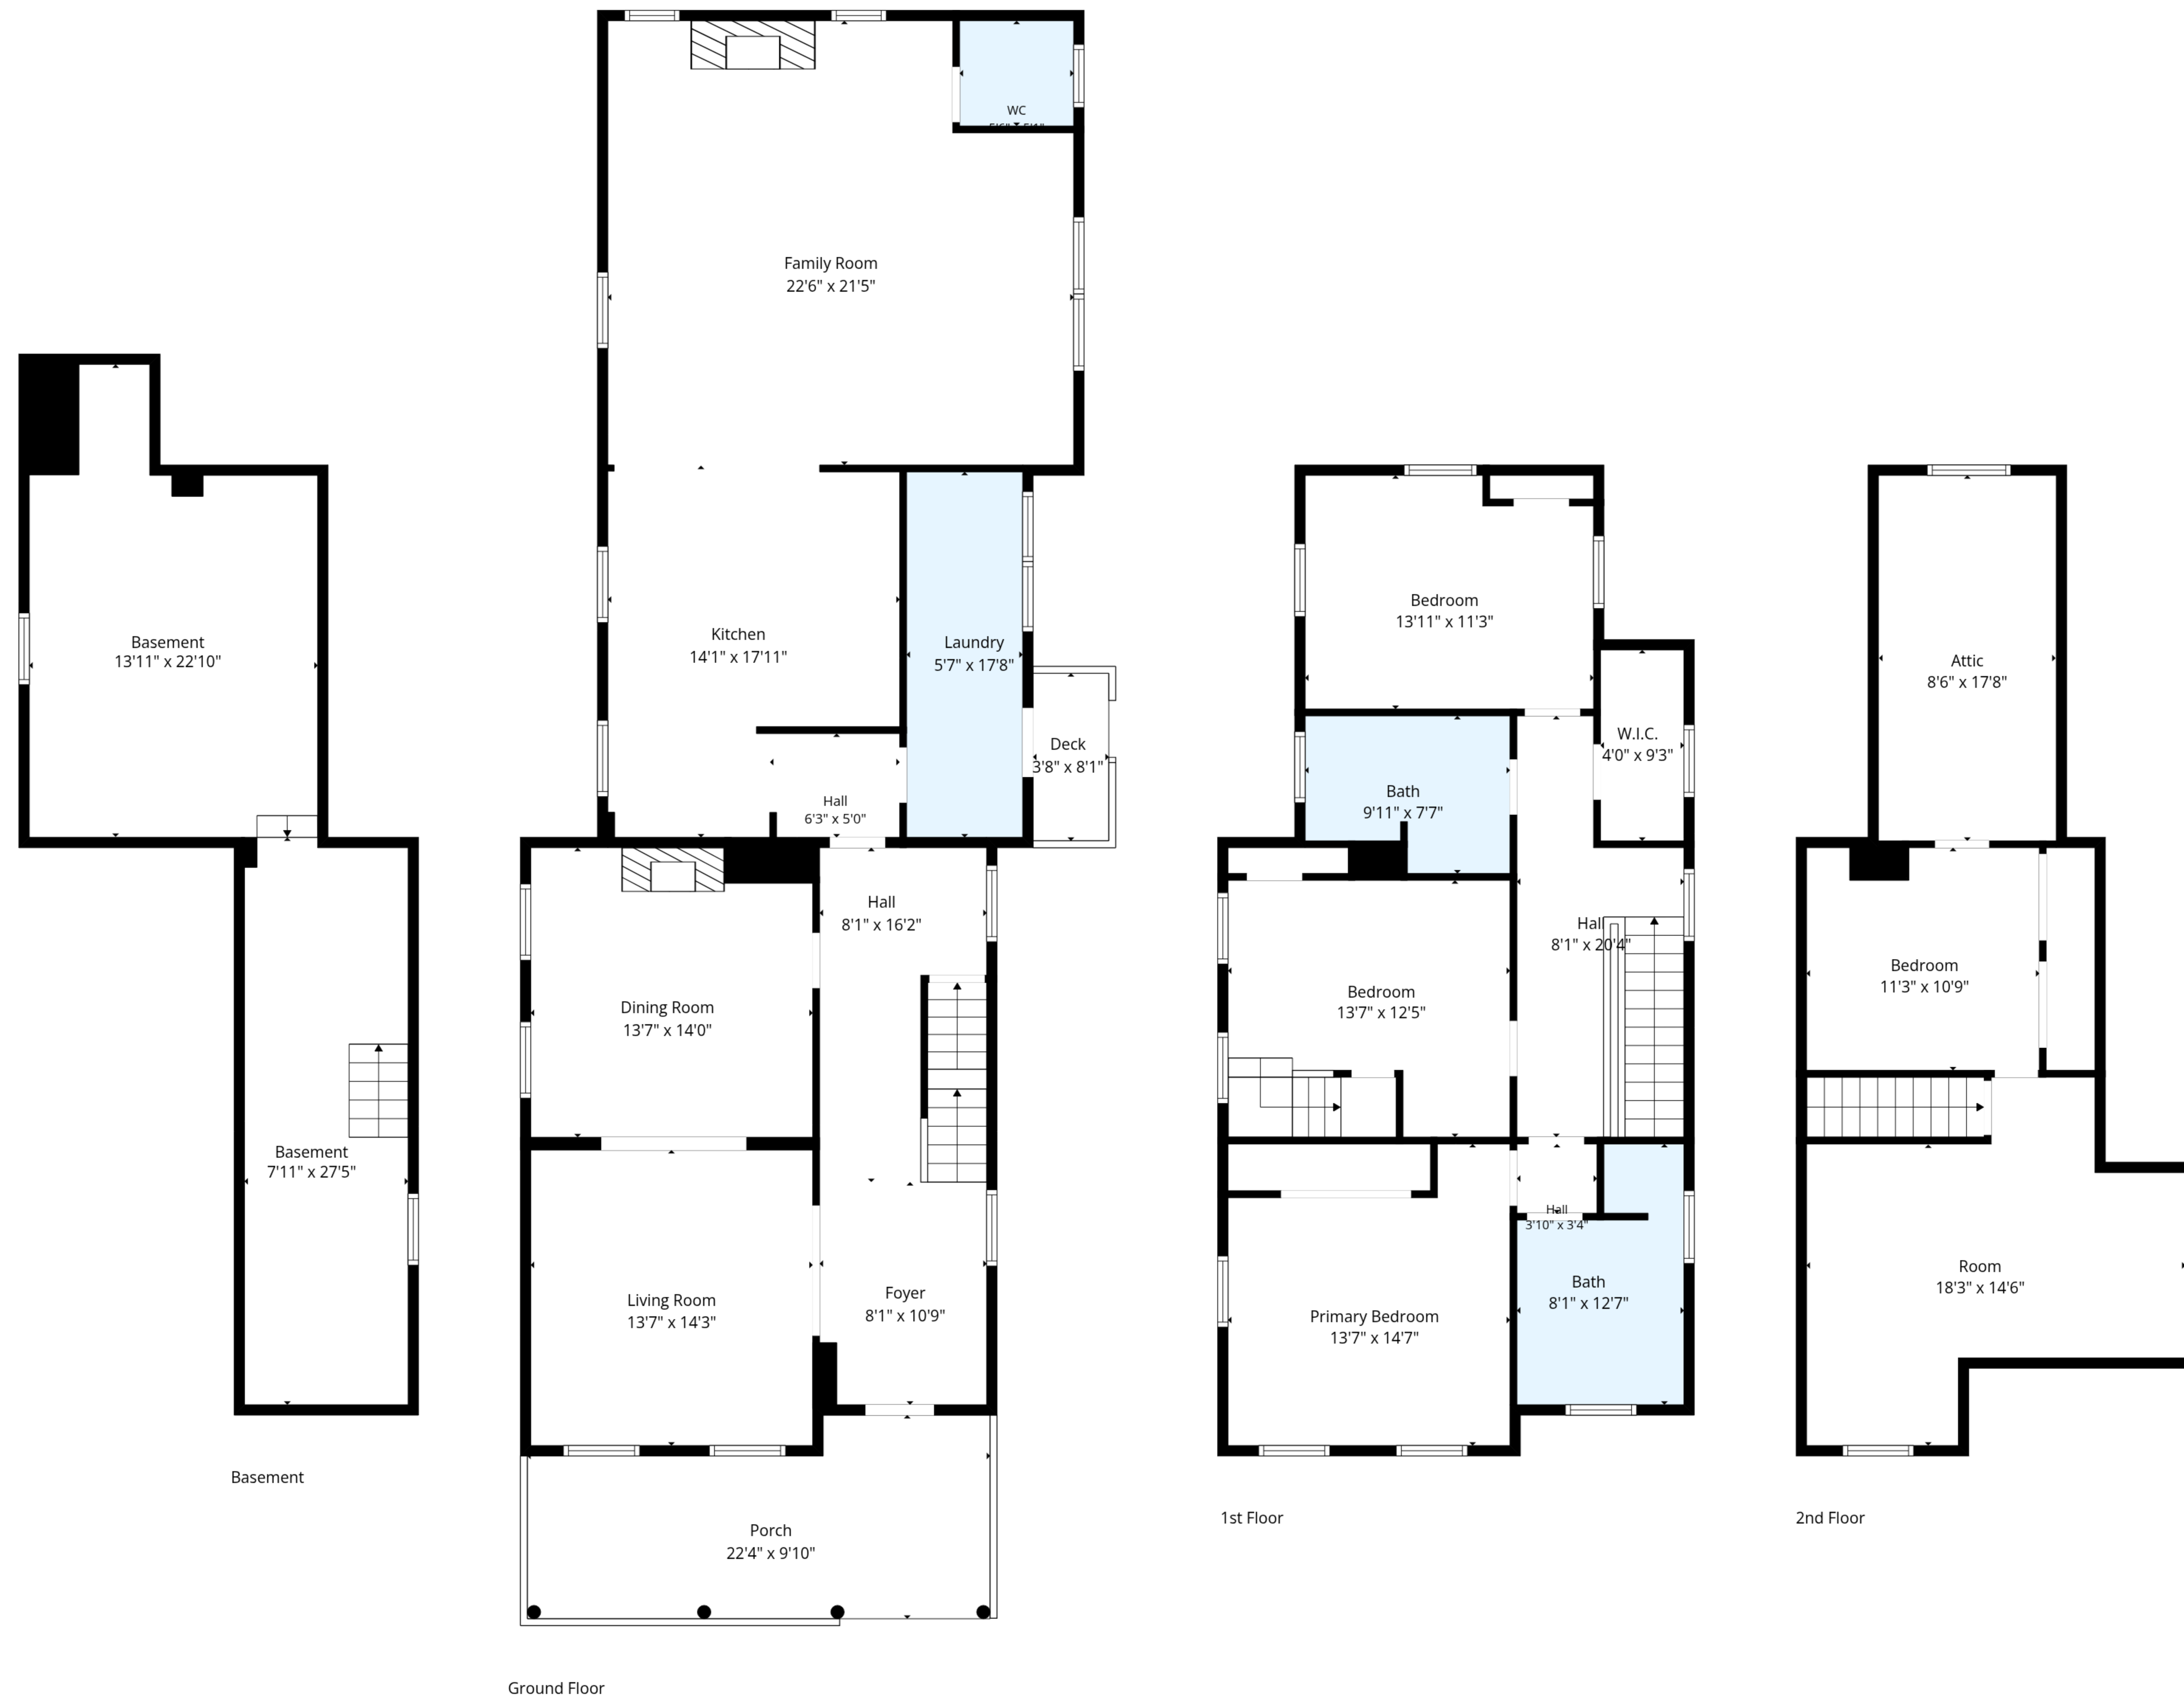 Basement
13'11" x 22'10"
Basement
7'11" x 27'5"
Basement
WC
Family Room
22'6" x 21'5"
Kitchen
14'1" x 17'11"
Laundry
5'7" x 17'8"
Deck
3'8" x 8'1"
Hall
6'3" x 5'0"
Hall
8'1" x 16'2"
Dining Room
13'7" x 14'0"
Living Room
13'7" x 14'3"
Foyer
8'1" x 10'9"
Porch
22'4" x 9'10"
Ground Floor
Bedroom
13'11" x 11'3"
W.I.C.
4'0" x 9'3"
Bath
9'11" x 7'7"
Hall
8'1" x 20'4"
Bedroom
13'7" x 12'5"
Hall
3'10" x 3'4"
Bath
8'1" x 12'7"
Primary Bedroom
13'7" x 14'7"
1st Floor
Attic
8'6" x 17'8"
Bedroom
11'3" x 10'9"
Room
18'3" x 14'6"
2nd Floor